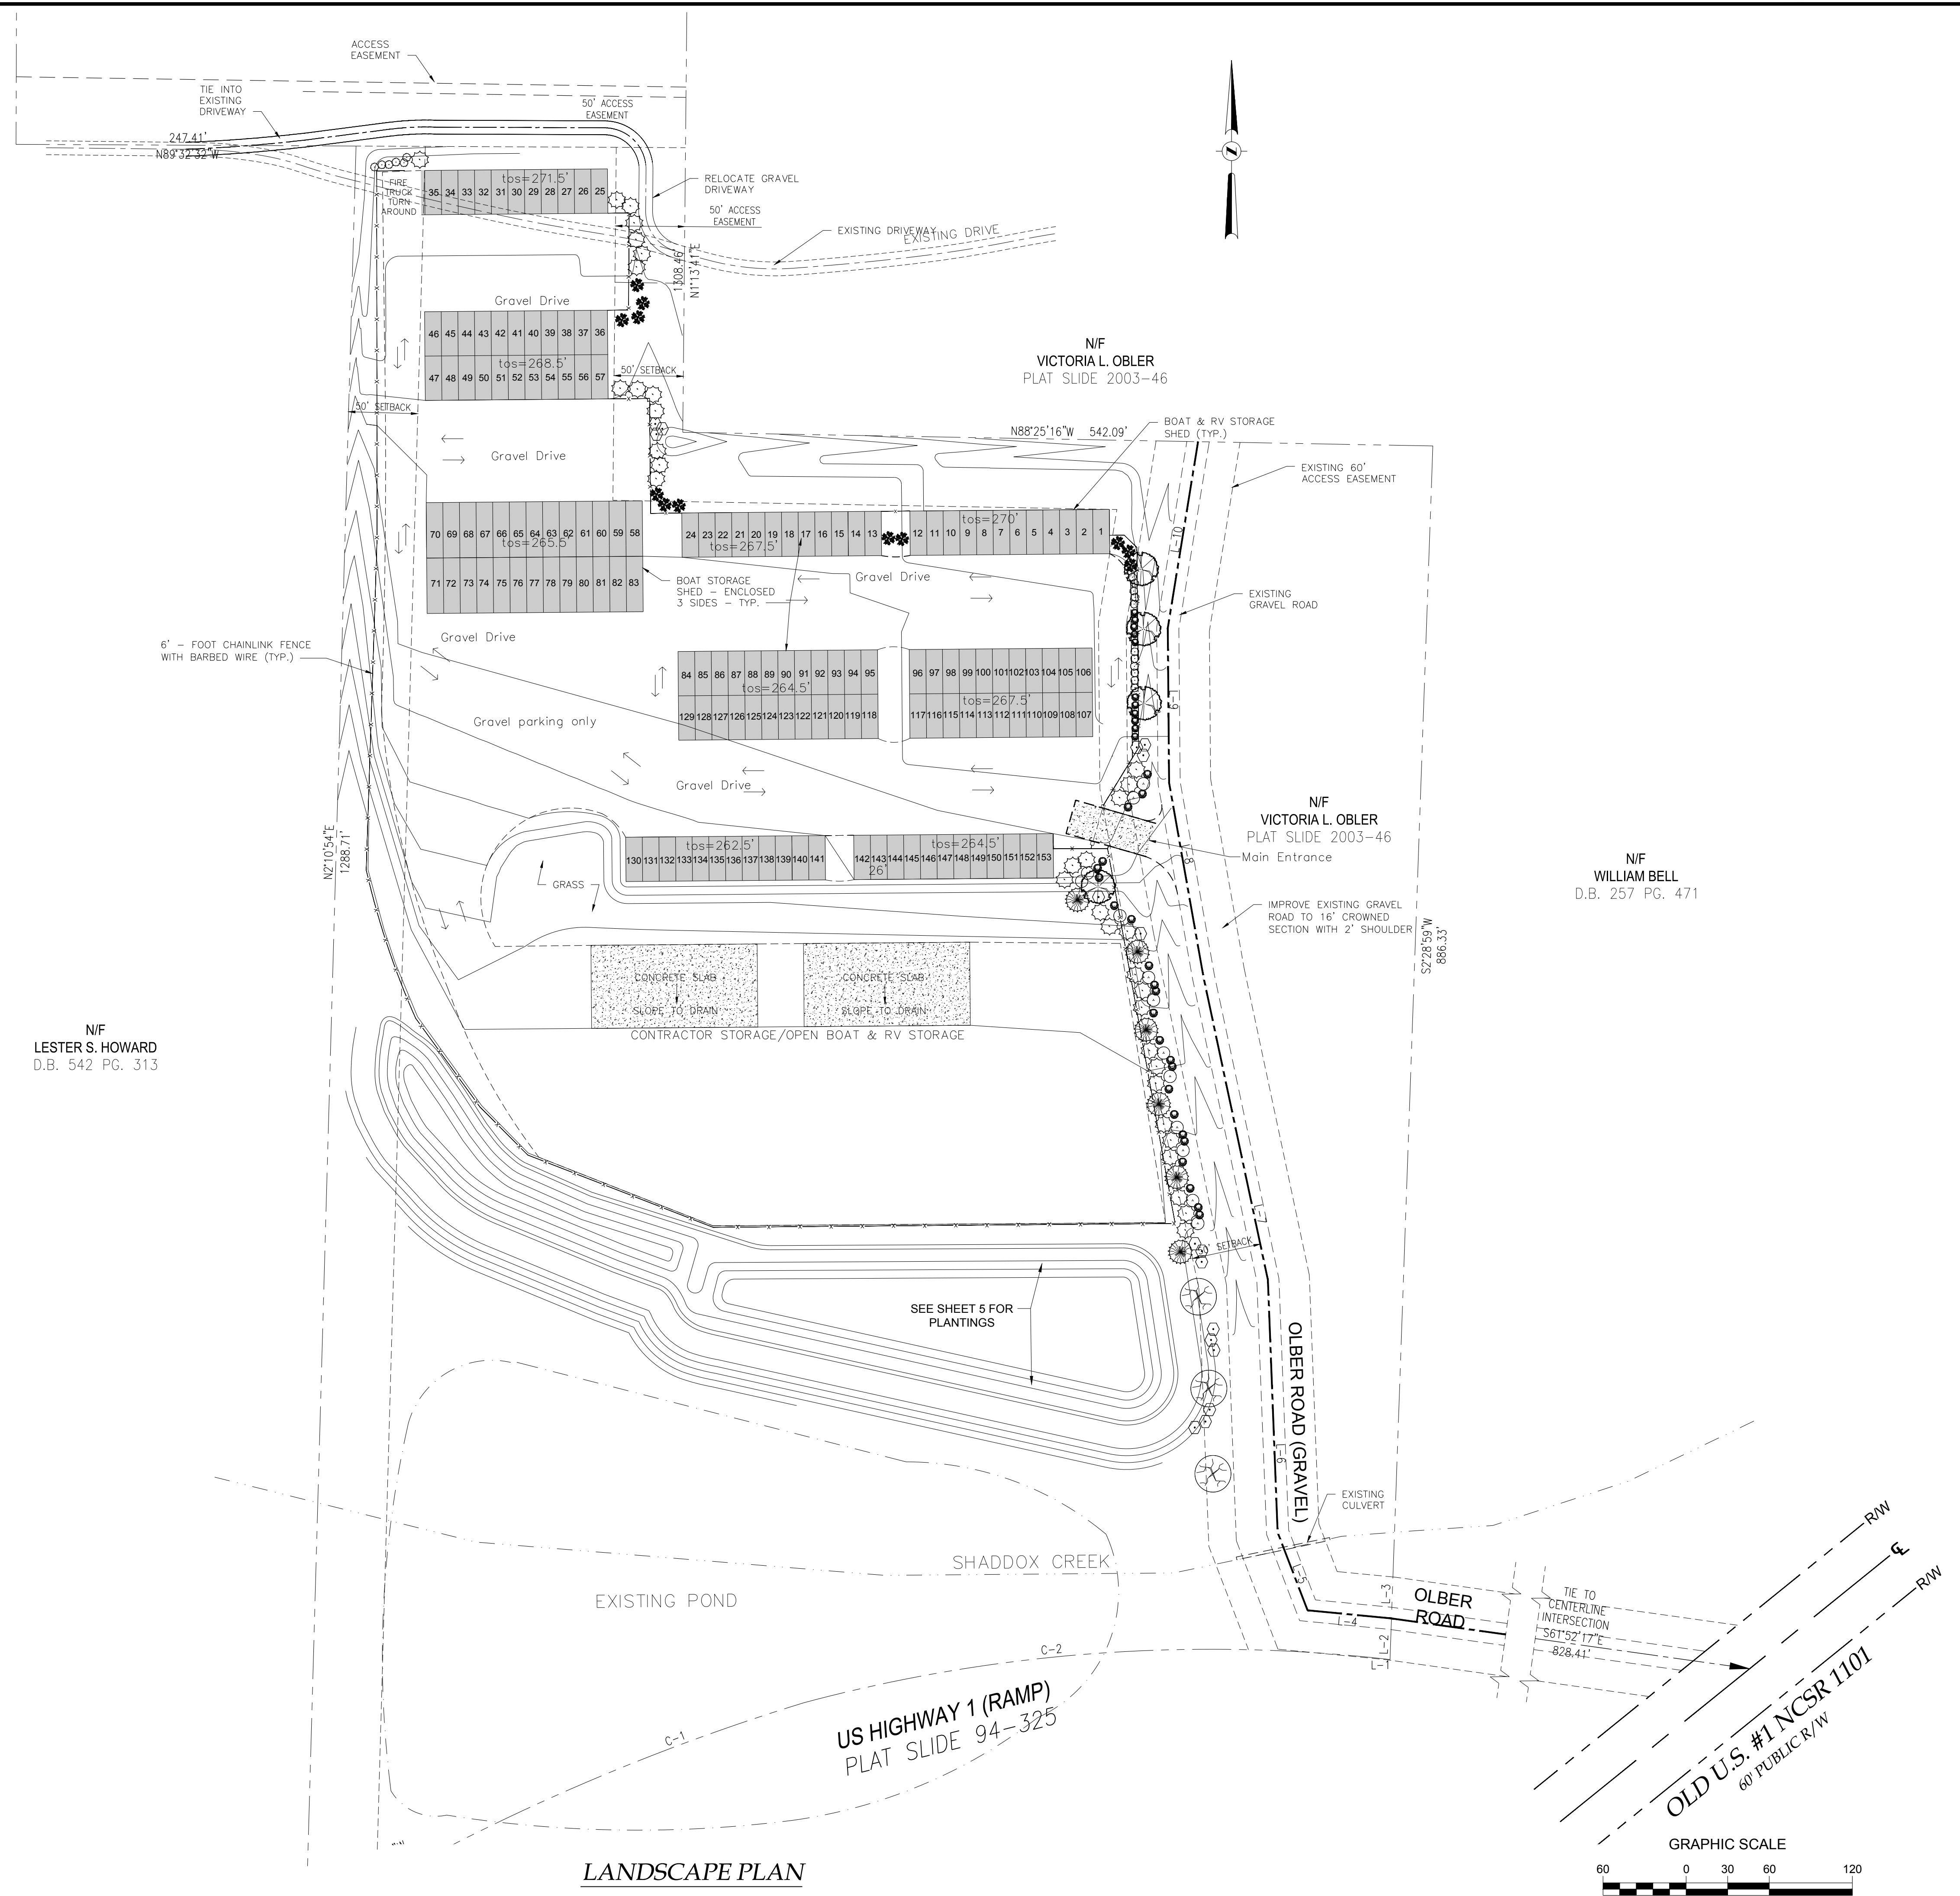 ACCESS
EASEMENT
TIE INTO
EXISTING
DRIVEWAY
50' ACCESS
EASEMENT
247.41'
N89°32'32"W
FIRE
TRUCK
TURN
AROUND
tos=271.5'
35 34 33 32 31 30 29 28 27 26 25
RELOCATE GRAVEL
DRIVEWAY
50' ACCESS
EASEMENT
EXISTING DRIVEWAY
EXISTING DRIVE
1308.46'
N1°13'41"E
Z
Gravel Drive
46 45 44 43 42 41 40 39 38 37 36
tos=268.5'
47 48 49 50 51 52 53 54 55 56 57
50' SETBACK
50' SETBACK
N/F
VICTORIA L. OBLER
PLAT SLIDE 2003-46
N88°25'16"W 542.09'
BOAT & RV STORAGE
SHED (TYP.)
Gravel Drive
EXISTING 60'
ACCESS EASEMENT
70 69 68 67 66 65 64 63 62 61 60 59 58
tos=265.5'
71 72 73 74 75 76 77 78 79 80 81 82 83
24 23 22 21 20 19 18 17 16 15 14 13
tos=267.5'
tos=270'
12 11 10 9 8 7 6 5 4 3 2 1
L-10
BOAT STORAGE
SHED - ENCLOSED
3 SIDES - TYP.
Gravel Drive
EXISTING
GRAVEL ROAD
Gravel Drive
6' - FOOT CHAINLINK FENCE
WITH BARBED WIRE (TYP.)
84 85 86 87 88 89 90 91 92 93 94 95
tos=264.5'
129 128 127 126 125 124 123 122 121 120 119 118
96 97 98 99 100 101 102 103 104 105 106
tos=267.5'
117 116 115 114 113 112 111 110 109 108 107
Gravel parking only
Gravel Drive
N/F
VICTORIA L. OBLER
PLAT SLIDE 2003-46
Main Entrance
N2°10'54"E
1288.71'
tos=262.5'
130 131 132 133 134 135 136 137 138 139 140 141
tos=264.5'
142 143 144 145 146 147 148 149 150 151 152 153
26'
GRASS
N/F
WILLIAM BELL
D.B. 257 PG. 471
IMPROVE EXISTING GRAVEL
ROAD TO 16' CROWNED
SECTION WITH 2' SHOULDER
S2°28'59"W
886.33'
CONCRETE SLAB
SLOPE TO DRAIN
CONCRETE SLAB
SLOPE TO DRAIN
CONTRACTOR STORAGE/OPEN BOAT & RV STORAGE
N/F
LESTER S. HOWARD
D.B. 542 PG. 313
SETBACK
SEE SHEET 5 FOR
PLANTINGS
OLBER ROAD (GRAVEL)
EXISTING
CULVERT
SHADDOX CREEK
EXISTING POND
L-5
L-3
L-4
L-2
L-1
OLBER
ROAD
TIE TO
CENTERLINE
INTERSECTION
S61°52'17"E
828.41'
R/W
R/W
C-2
C-1
US HIGHWAY 1 (RAMP)
PLAT SLIDE 94-325
OLD U.S. #1 NCSR 1101
60' PUBLIC R/W
LANDSCAPE PLAN
GRAPHIC SCALE
60 0 30 60 120